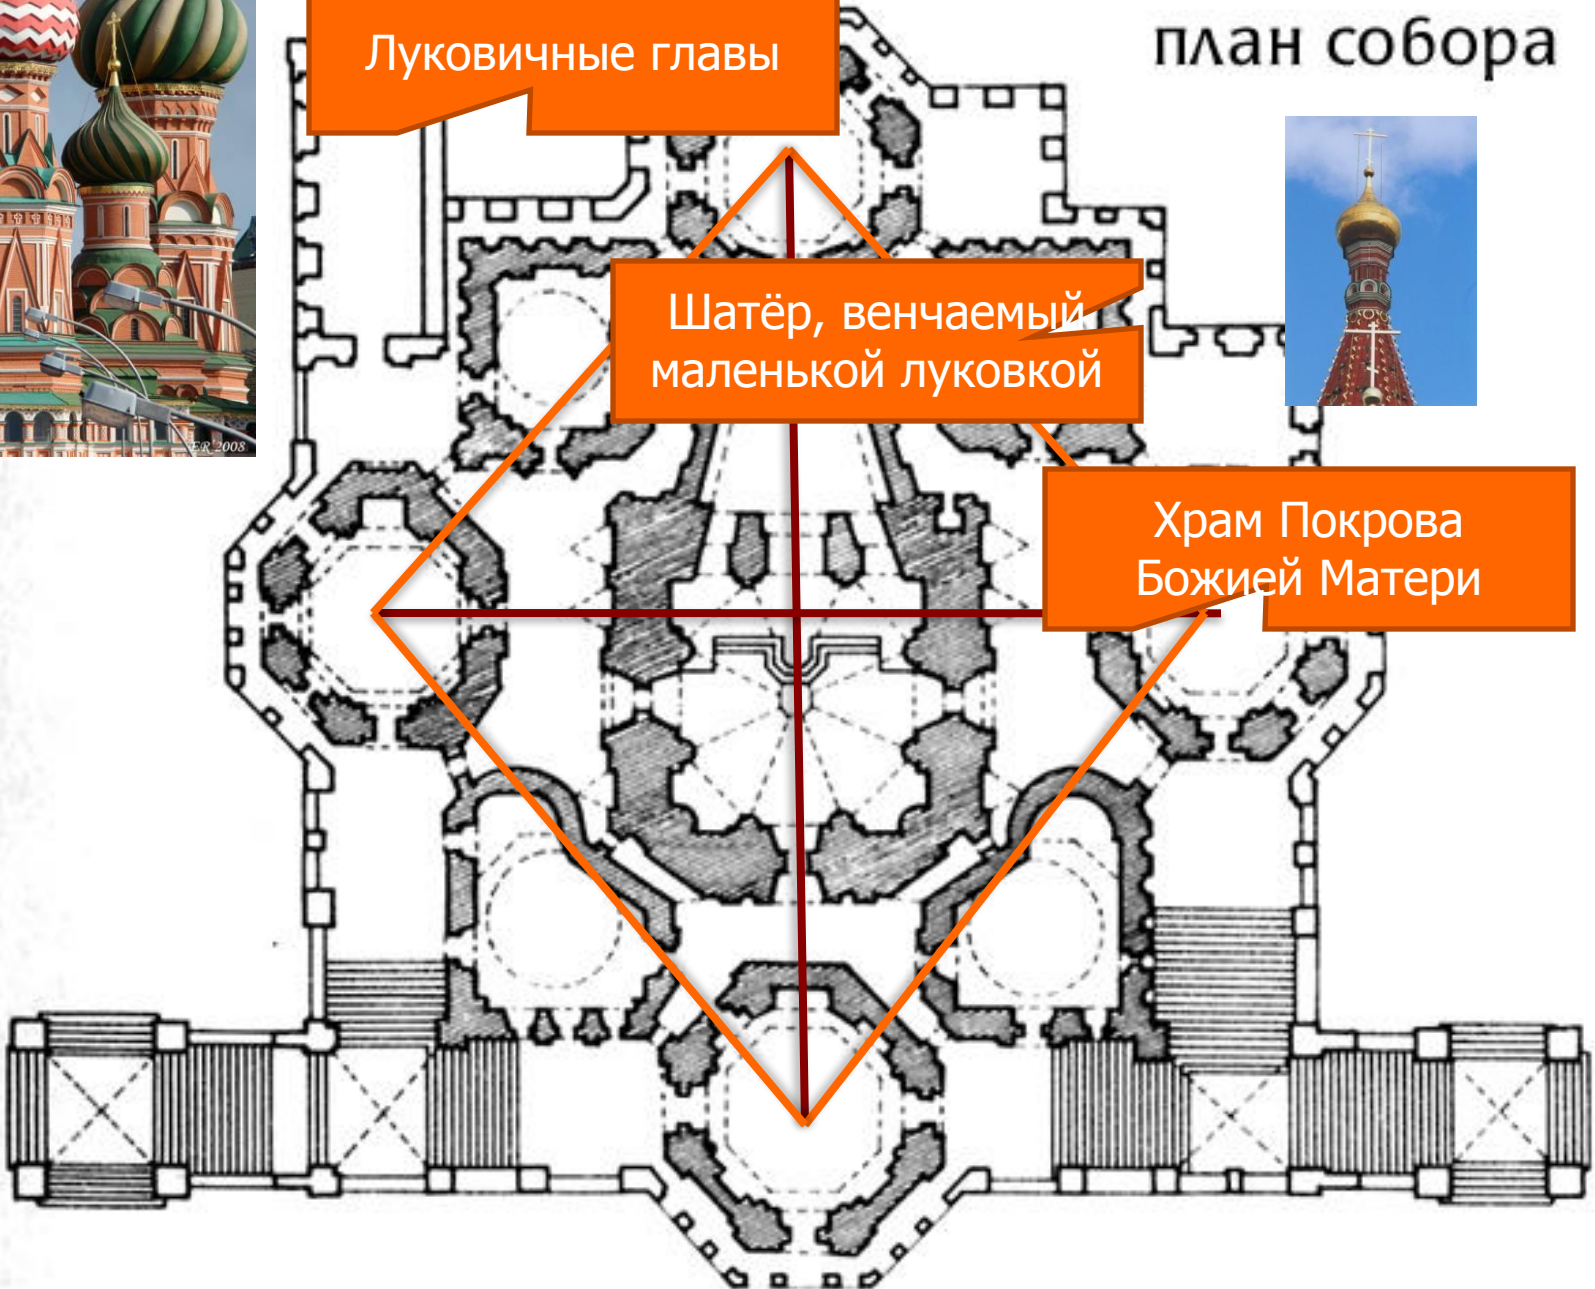 Луковичные главы
план собора
Шатёр, венчаемый
маленькой луковкой
Храм Покрова
Божией Матери
ER'2008